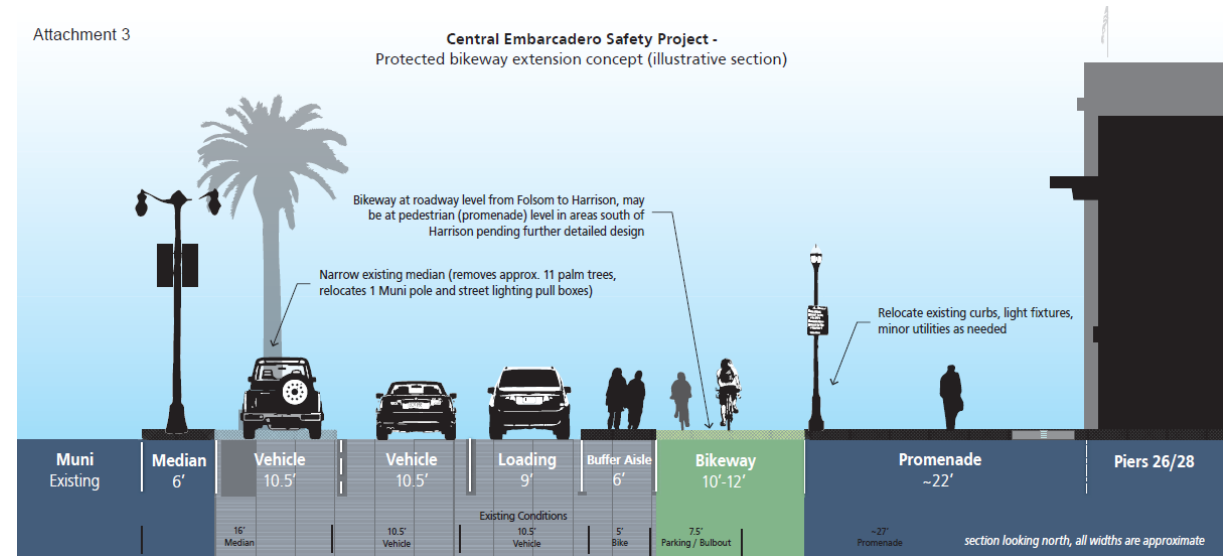 Attachment 3
Central Embarcadero Safety Project -
Protected bikeway extension concept (illustrative section)
Bikeway at roadway level from Folsom to Harrison, may
be at pedestrian (promenade) level in areas south of
Harrison pending further detailed design
Narrow existing median (removes approx. 11 palm trees,
relocates 1 Muni pole and street lighting pull boxes)
Relocate existing curbs, light fixtures,
minor utilities as needed
Muni
Existing
Median
6’
Vehicle
10.5’
Vehicle
10.5’
Loading
9’
Buffer Aisle
6’
Bikeway
10’-12’
Promenade
~22’
Piers 26/28
Existing Conditions
16’
Median
10.5’
Vehicle
10.5’
Vehicle
5’
Bike
7.5’
Parking / Bulbout
~27’
Promenade
section looking north, all widths are approximate